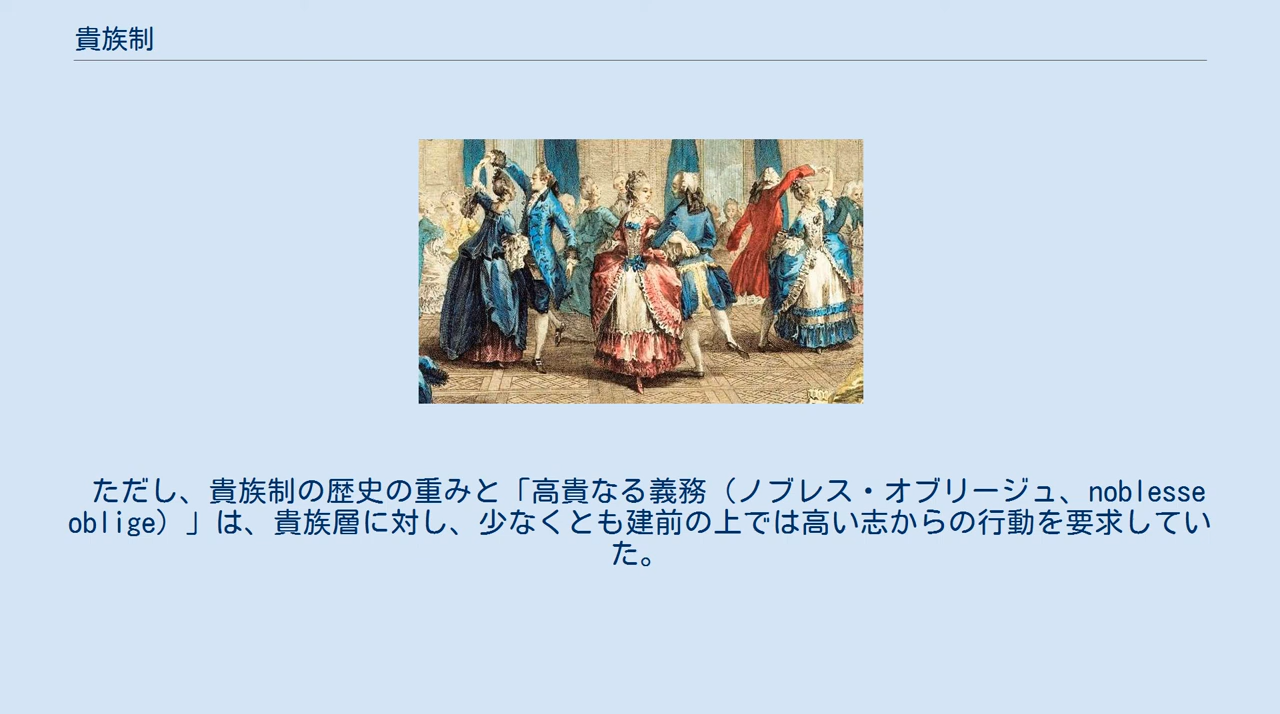 貴族制
ただし、貴族制の歴史の重みと「高貴なる義務（ノブレス・オブリージュ、noblesse
oblige）」は、貴族層に対し、少なくとも建前の上では高い志からの行動を要求してい
た。